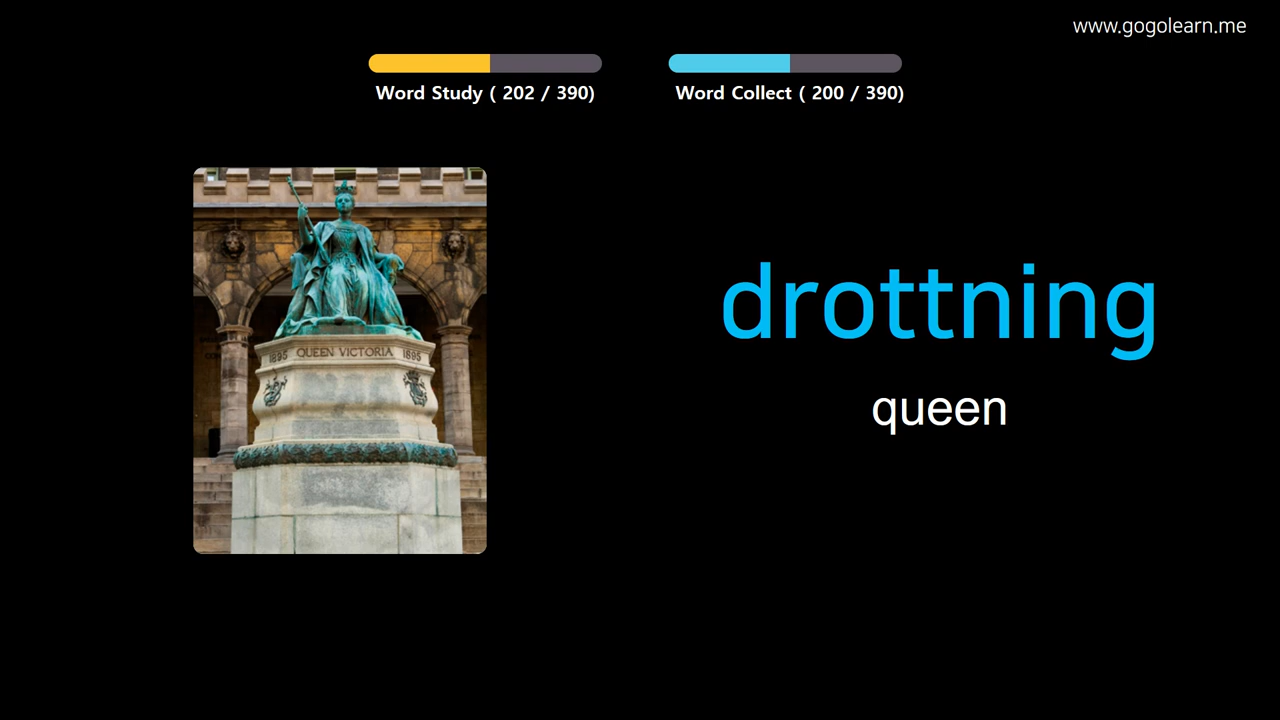 www.gogolearn.me
Word Study ( 202 / 390)
Word Collect ( 200 / 390)
drottning
queen
1895 QUEEN VICTORIA 1895